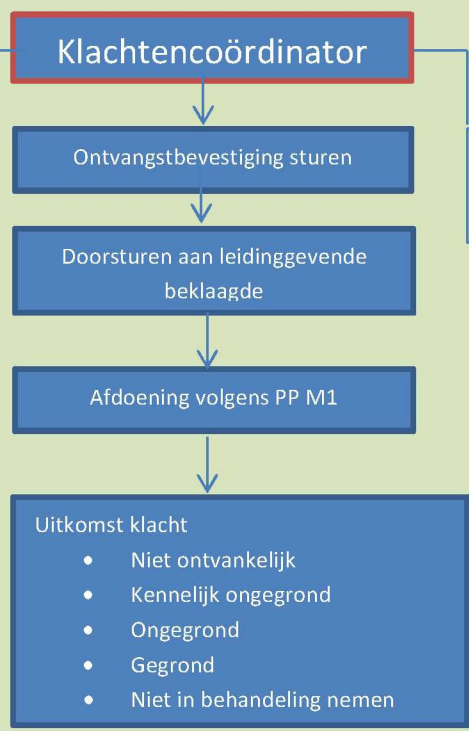 Klachtencoördinator
Ontvangstbevestiging sturen
Doorsturen aan leidinggevende
beklaagde
Afdoening volgens PP M1
Uitkomst klacht
• Niet ontvankelijk
• Kennelijk ongegrond
• Ongegrond
• Gegrond
• Niet in behandeling nemen